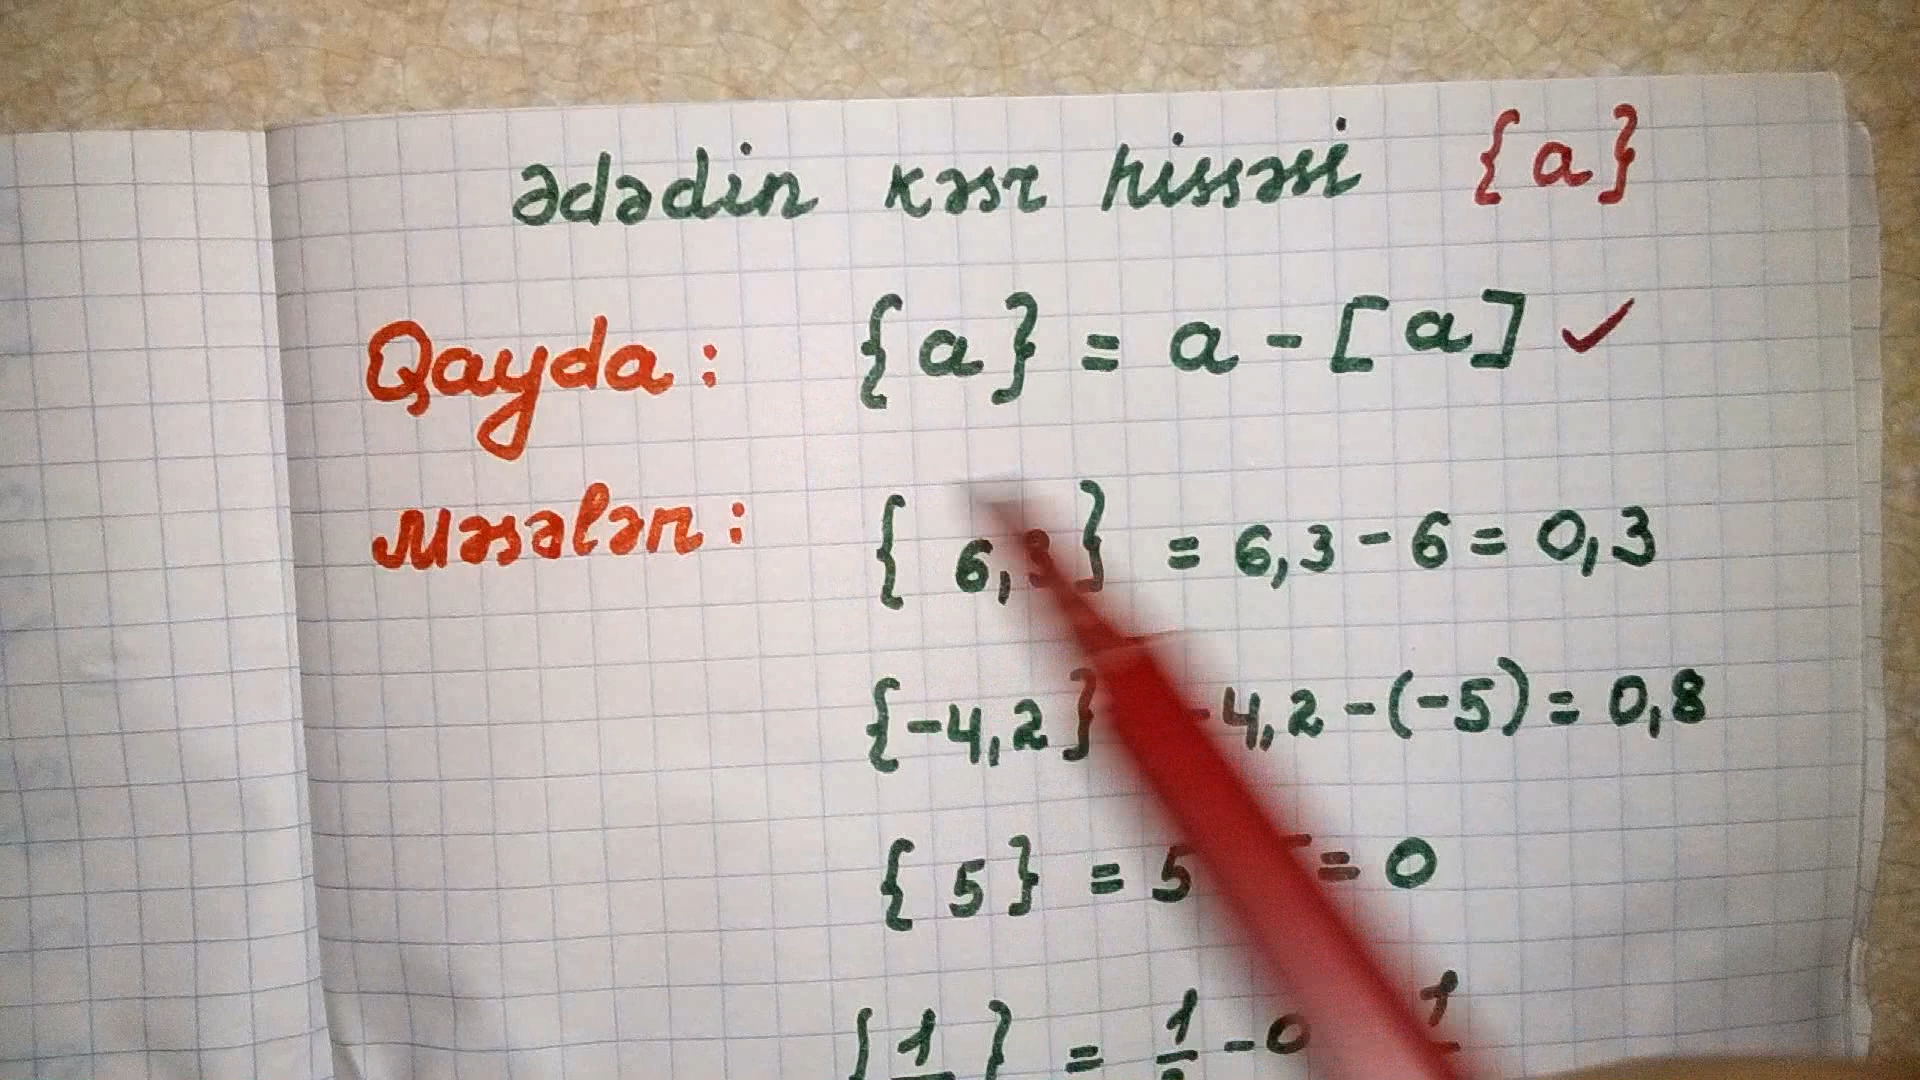 Ədədin kəsr hissəsi {a}
Qayda: {a} = a - [a] ✓
Məsələn: {6,3} = 6,3 - 6 = 0,3
{-4,2} -4,2 - (-5) = 0,8
{5} = 5 = 0